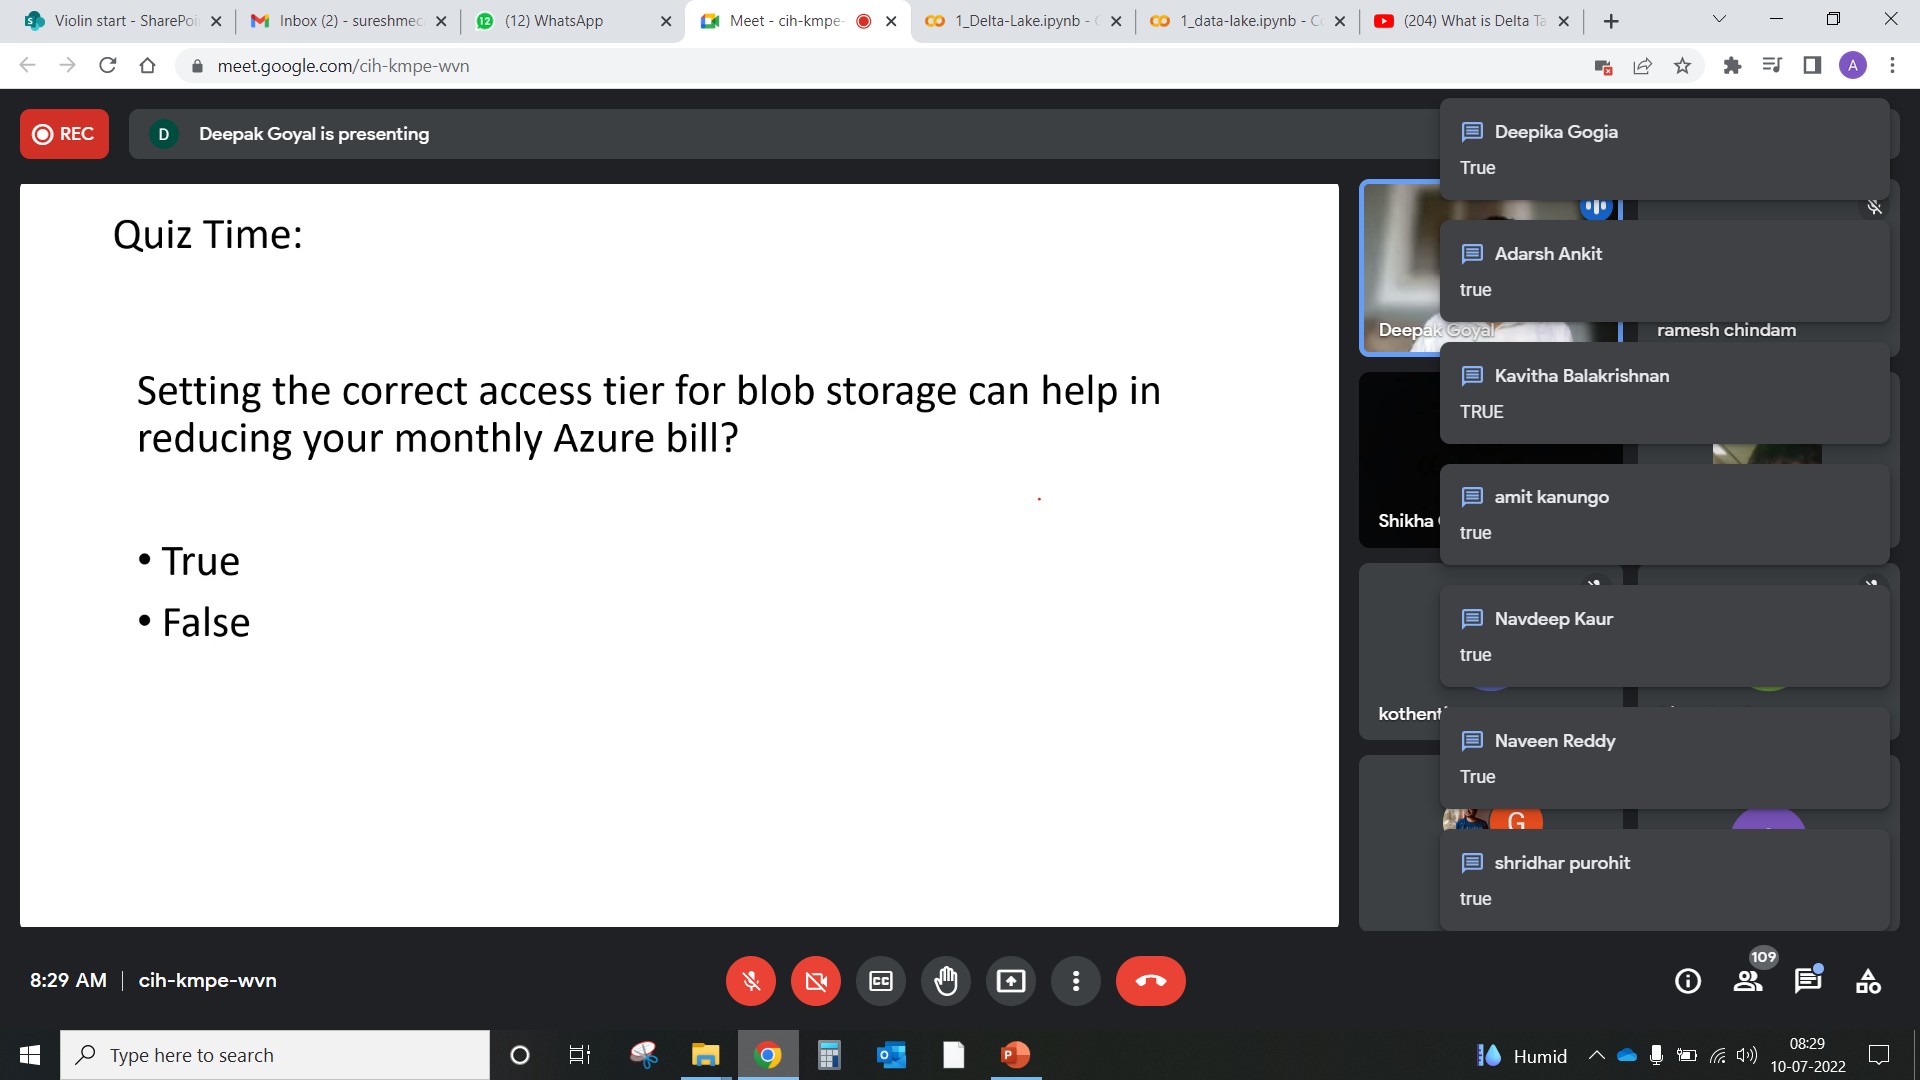 Violin start - SharePoi
Inbox (2) - sureshmec
(12) WhatsApp
Meet - cih-kmpe-
1_Delta-Lake.ipynb - C
1_data-lake.ipynb - C
(204) What is Delta Ta
meet.google.com/cih-kmpe-wvn
A
REC
D
Deepak Goyal is presenting
Quiz Time:
Setting the correct access tier for blob storage can help in
reducing your monthly Azure bill?
• True
• False
Deepak Goyal
ramesh chindam
Shikha
kothent
G
Deepika Gogia
True
Adarsh Ankit
true
Kavitha Balakrishnan
TRUE
amit kanungo
true
Navdeep Kaur
true
Naveen Reddy
True
shridhar purohit
true
8:29 AM | cih-kmpe-wvn
109
Type here to search
Humid
08:29
10-07-2022